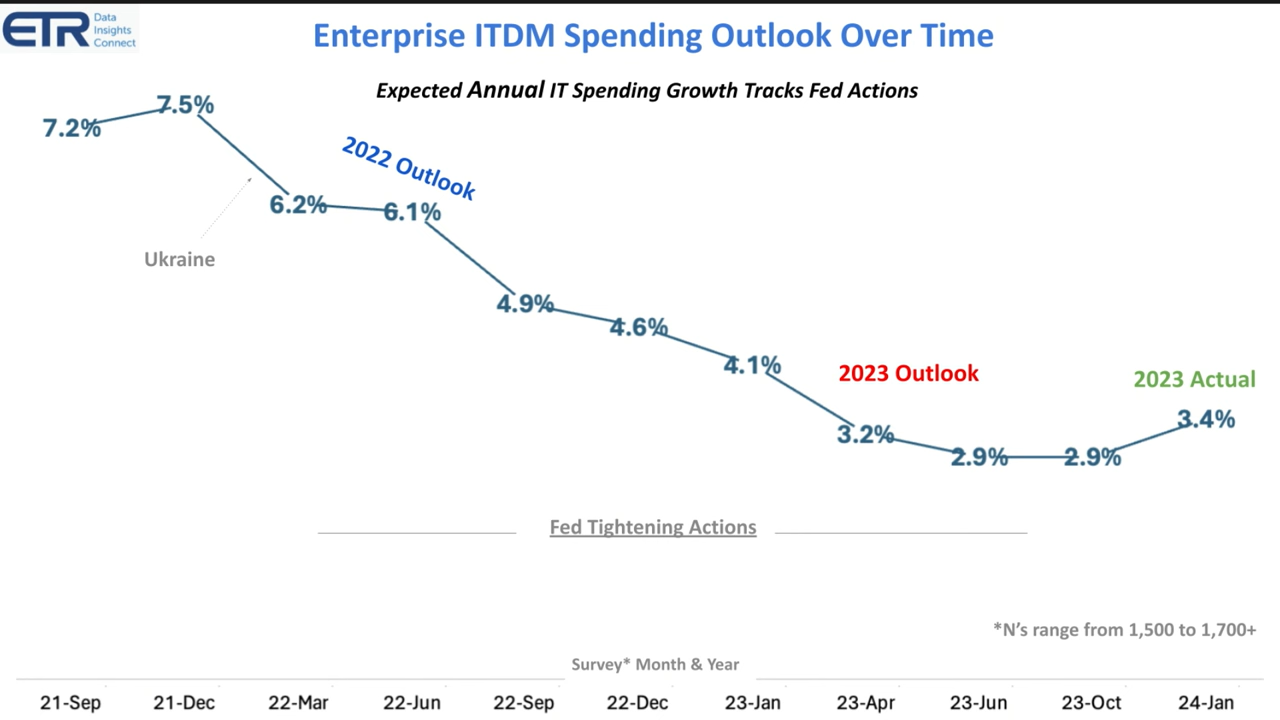 ETR Data
Insights
Connect
Enterprise ITDM Spending Outlook Over Time
Expected Annual IT Spending Growth Tracks Fed Actions
7.2%
7.5%
2022 Outlook
6.2%
6.1%
Ukraine
4.9%
4.6%
4.1%
2023 Outlook
2023 Actual
3.2%
2.9%
2.9%
3.4%
Fed Tightening Actions
*N's range from 1,500 to 1,700+
Survey* Month & Year
21-Sep 21-Dec 22-Mar 22-Jun 22-Sep 22-Dec 23-Jan 23-Apr 23-Jun 23-Oct 24-Jan